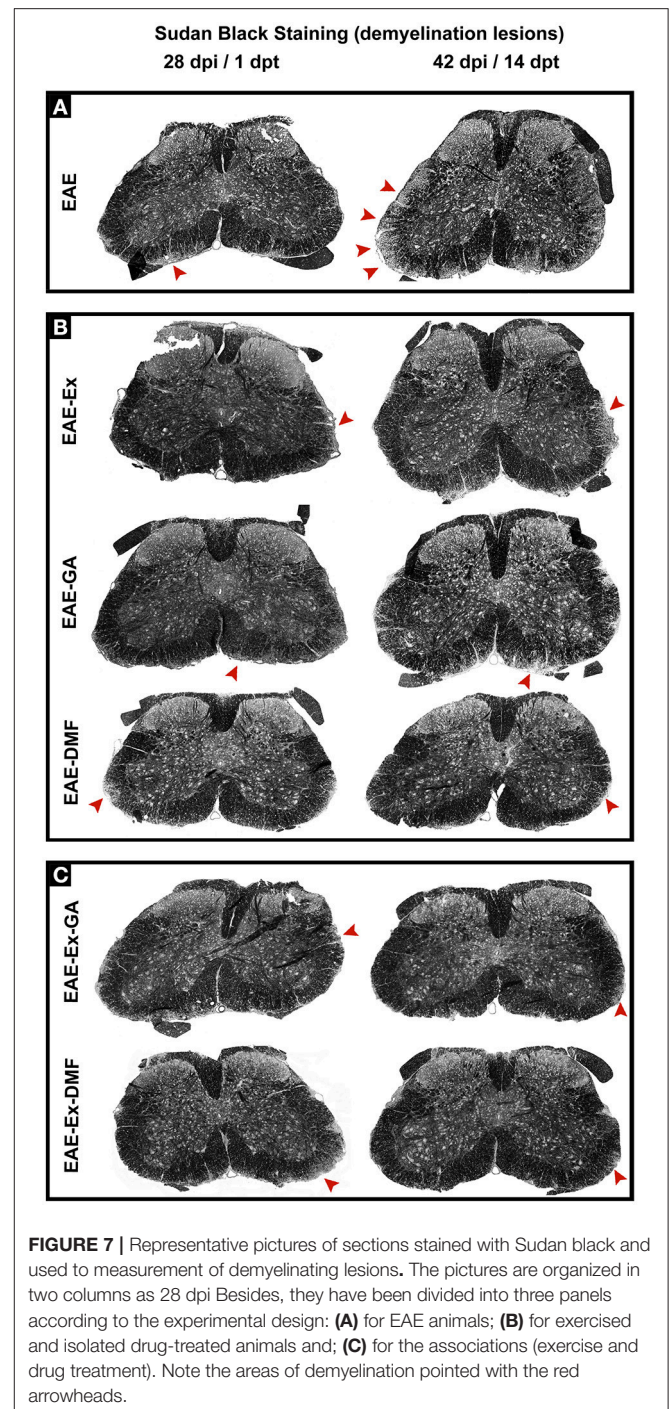 Sudan Black Staining (demyelination lesions)
28 dpi / 1 dpt 42 dpi / 14 dpt
A
EAE
B
EAE-Ex
EAE-GA
EAE-DMF
C
EAE-Ex-GA
EAE-Ex-DMF
FIGURE 7 | Representative pictures of sections stained with Sudan black and
used to measurement of demyelinating lesions. The pictures are organized in
two columns as 28 dpi Besides, they have been divided into three panels
according to the experimental design: (A) for EAE animals; (B) for exercised
and isolated drug-treated animals and; (C) for the associations (exercise and
drug treatment). Note the areas of demyelination pointed with the red
arrowheads.